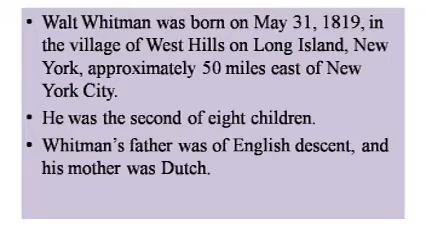 • Walt Whitman was born on May 31, 1819, in
the village of West Hills on Long Island, New
York, approximately 50 miles east of New
York City.
• He was the second of eight children.
• Whitman's father was of English descent, and
his mother was Dutch.